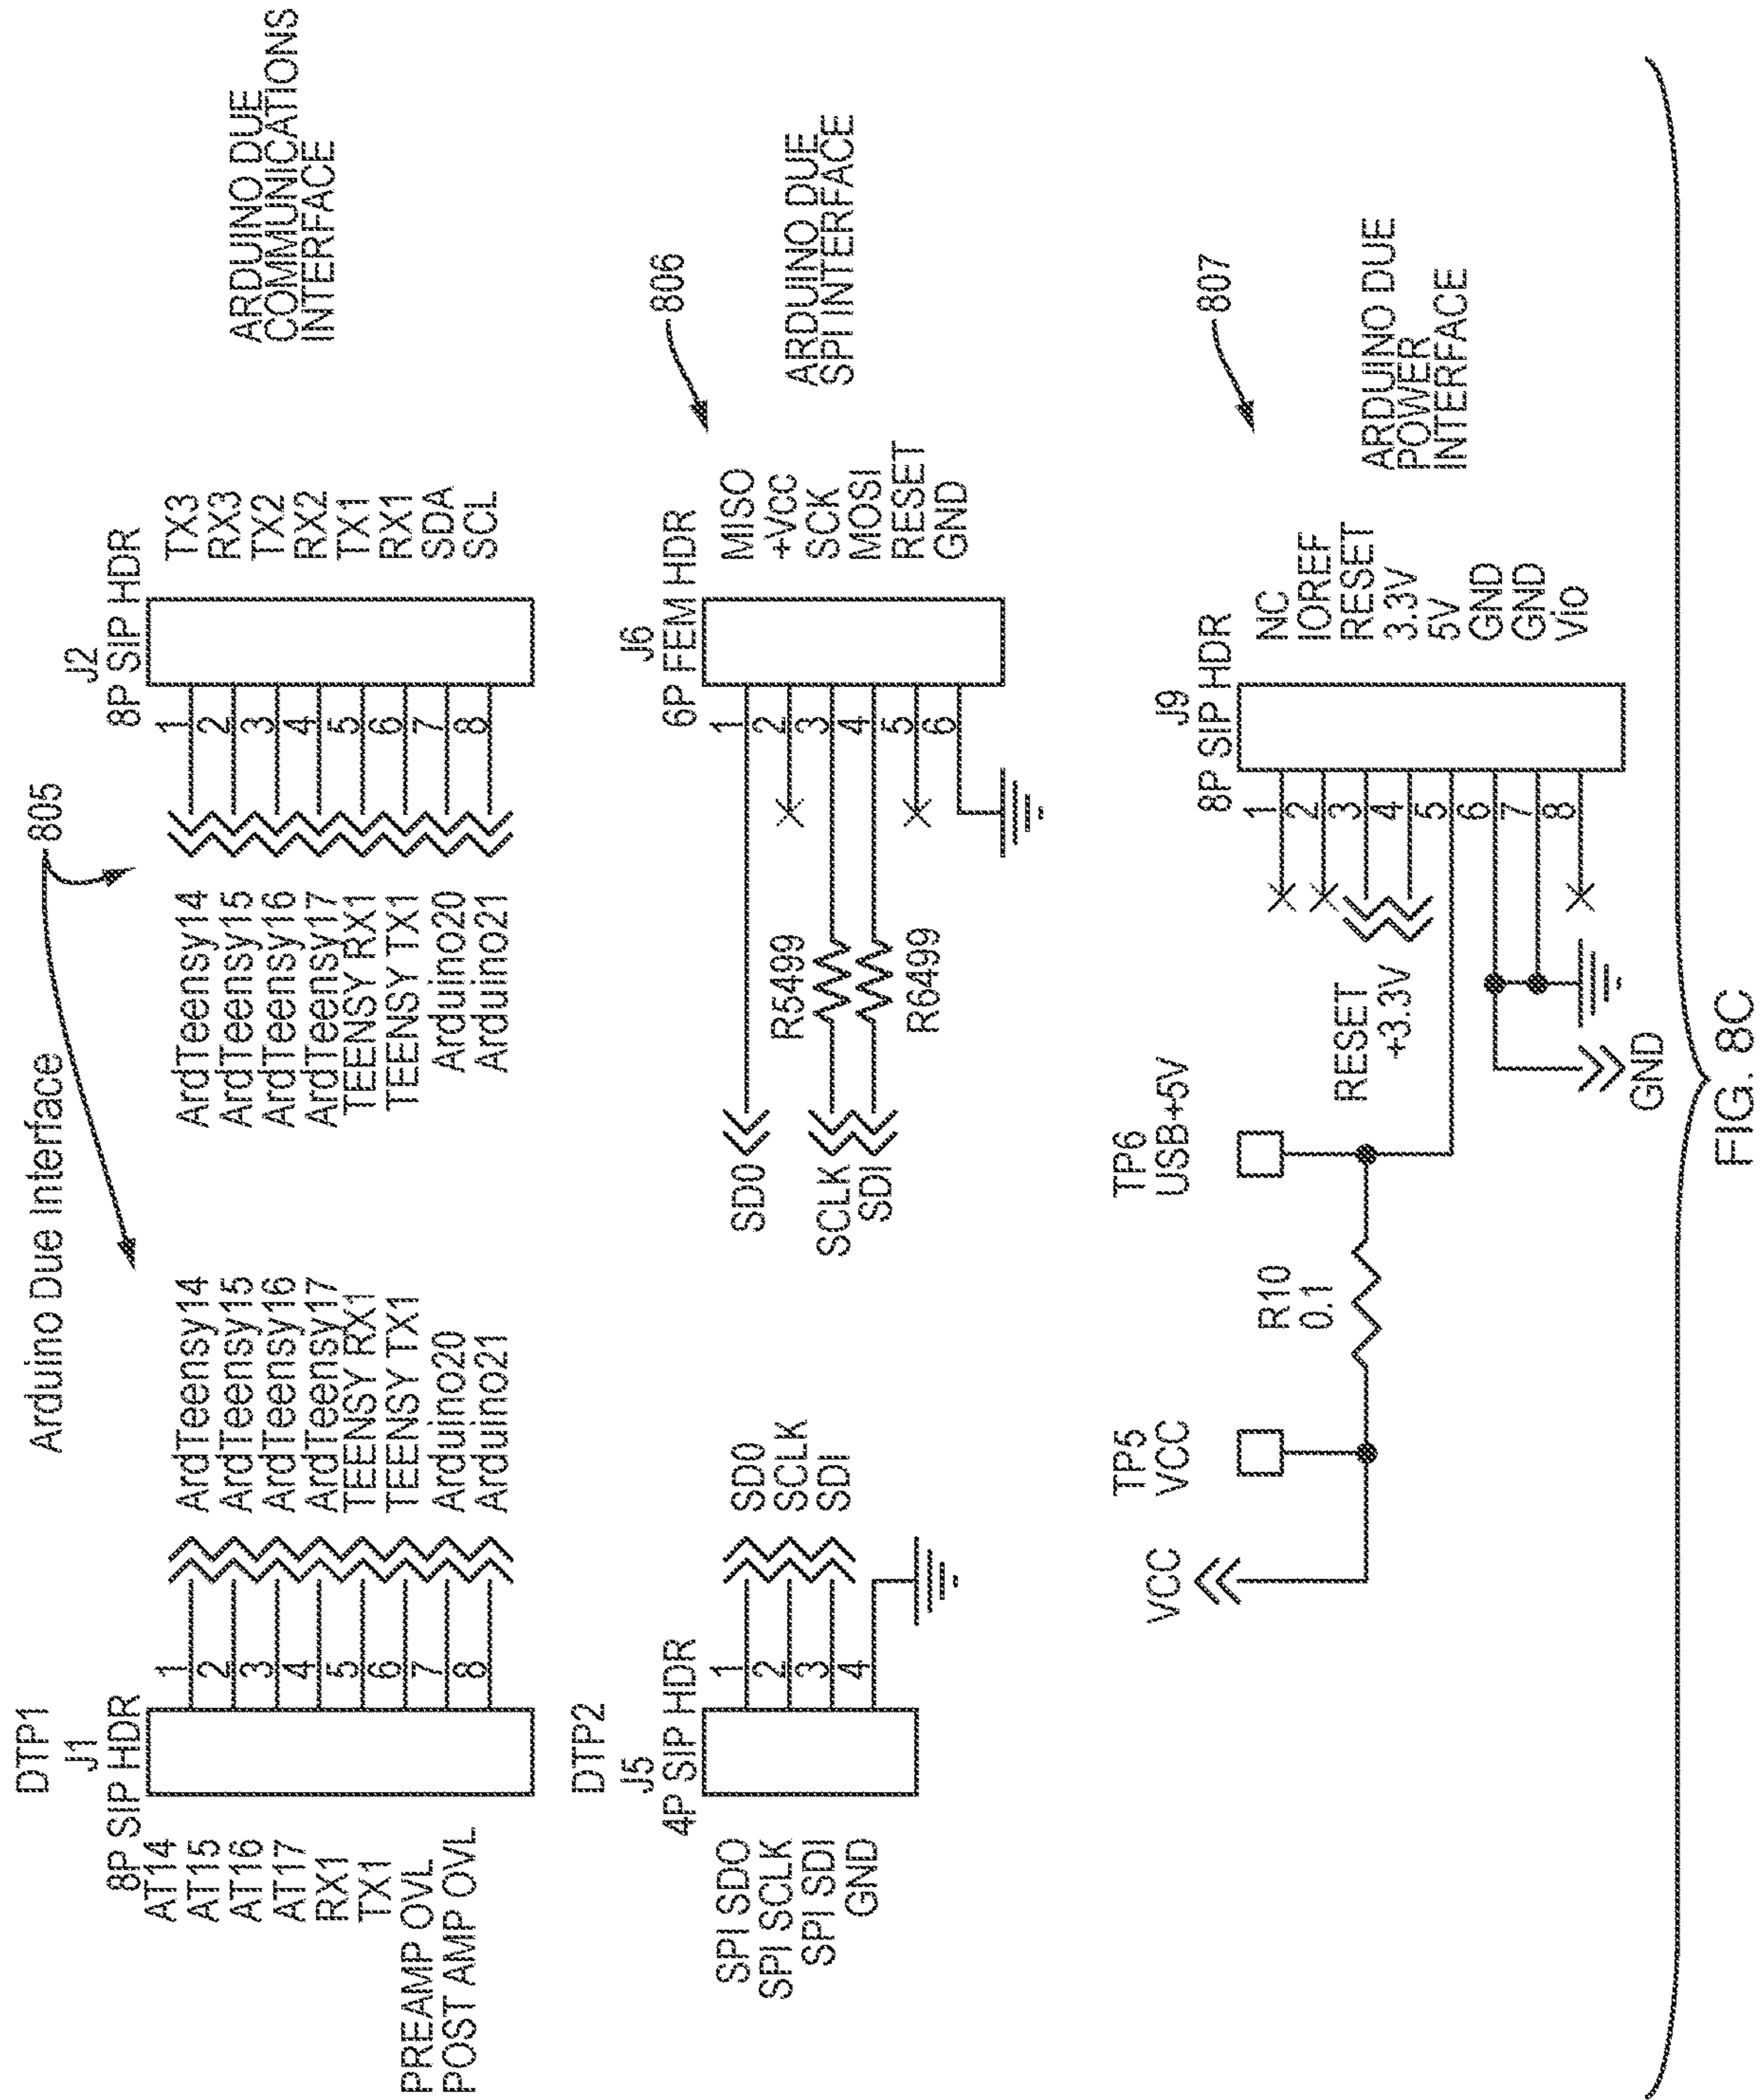 Arduino Due Interface
805
DTP1
J1
8P SIP HDR
AT14
AT15
AT16
AT17
RX1
TX1
PREAMP OVL
POST AMP OVL
1
2
3
4
5
6
7
8
ArdTeensy14
ArdTeensy15
ArdTeensy16
ArdTeensy17
TEENSY RX1
TEENSY TX1
Arduino20
Arduino21
ArdTeensy14
ArdTeensy15
ArdTeensy16
ArdTeensy17
TEENSY RX1
TEENSY TX1
Arduino20
Arduino21
J2
8P SIP HDR
1
2
3
4
5
6
7
8
TX3
RX3
TX2
RX2
TX1
RX1
SDA
SCL
ARDUINO DUE
COMMUNICATIONS
INTERFACE
DTP2
J5
4P SIP HDR
SPI SDO
SPI SCLK
SPI SDI
GND
1
2
3
4
SD0
SCLK
SDI
SD0
SCLK
SDI
R5499
R6499
J6
6P FEM HDR
1
2
3
4
5
6
MISO
+Vcc
SCK
MOSI
RESET
GND
806
ARDUINO DUE
SPI INTERFACE
VCC
TP5
VCC
R10
0.1
TP6
USB+5V
RESET
+3.3V
GND
J9
8P SIP HDR
1
2
3
4
5
6
7
8
NC
IOREF
RESET
3.3V
5V
GND
GND
Vio
807
ARDUINO DUE
POWER
INTERFACE
FIG. 8C